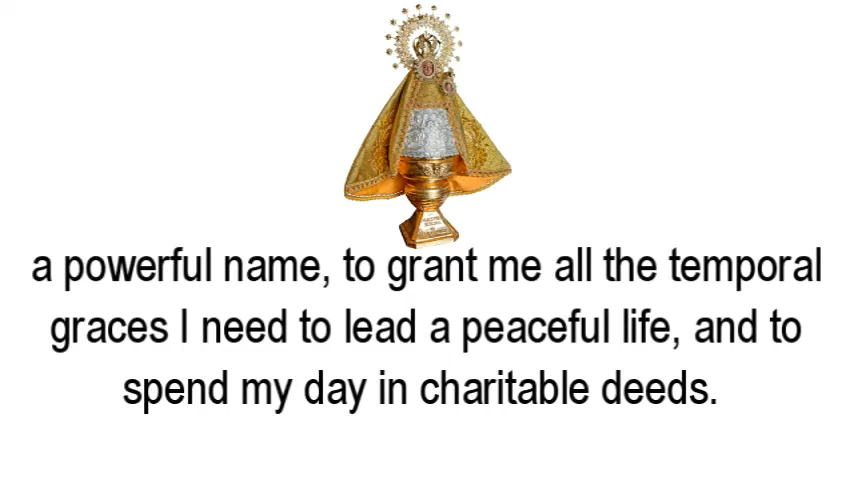 a powerful name, to grant me all the temporal
graces I need to lead a peaceful life, and to
spend my day in charitable deeds.